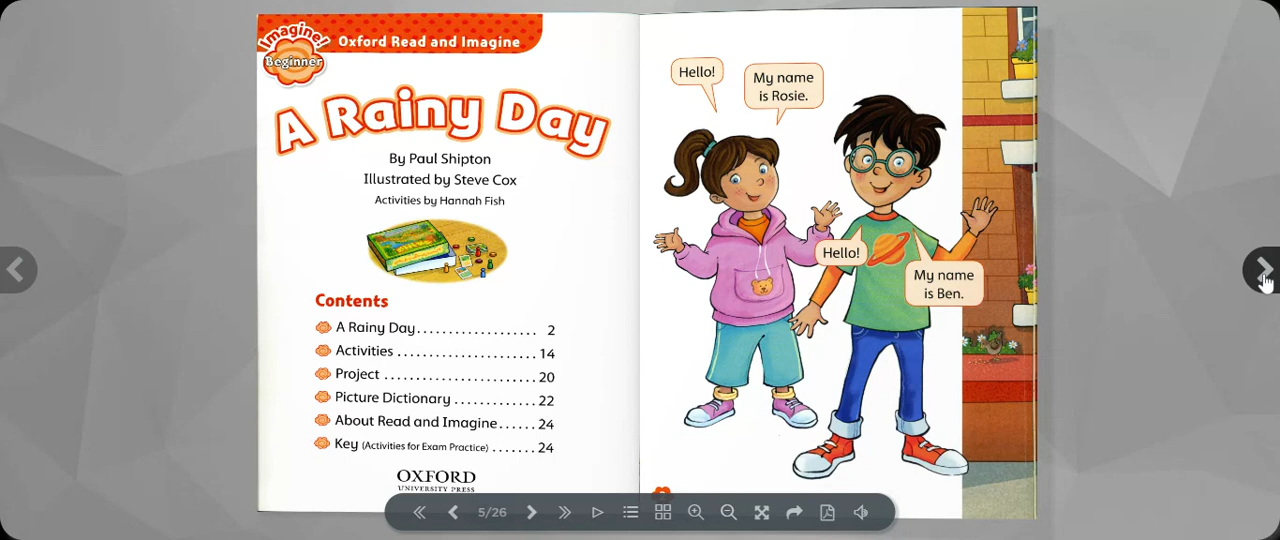 Imagine!
Beginner
Oxford Read and Imagine
A Rainy Day
By Paul Shipton
Illustrated by Steve Cox
Activities by Hannah Fish
Contents
A Rainy Day................... 2
Activities ...................... 14
Project ........................ 20
Picture Dictionary ............ 22
About Read and Imagine...... 24
Key (Activities for Exam Practice) ....... 24
OXFORD
UNIVERSITY PRESS
Hello!
My name
is Rosie.
Hello!
My name
is Ben.
5/26